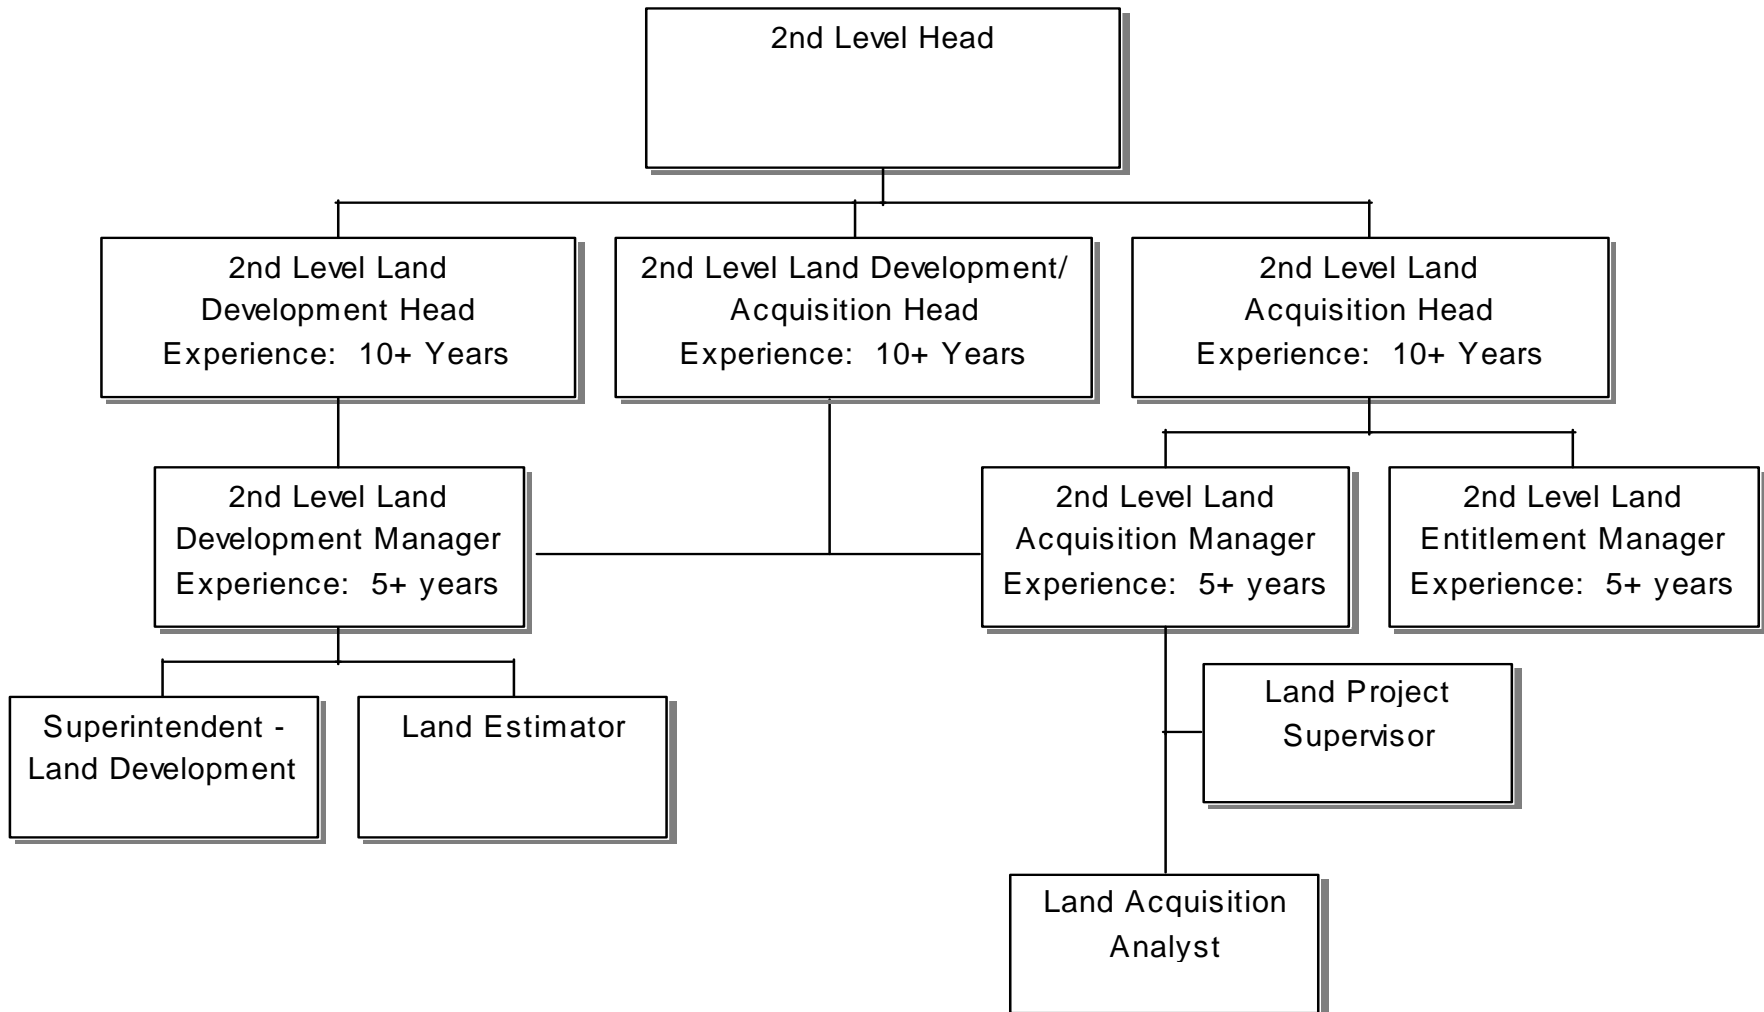 2nd Level Head
2nd Level Land
Development Head
Experience: 10+ Years
2nd Level Land Development/
Acquisition Head
Experience: 10+ Years
2nd Level Land
Acquisition Head
Experience: 10+ Years
2nd Level Land
Development Manager
Experience: 5+ years
2nd Level Land
Acquisition Manager
Experience: 5+ years
2nd Level Land
Entitlement Manager
Experience: 5+ years
Superintendent -
Land Development
Land Estimator
Land Project
Supervisor
Land Acquisition
Analyst